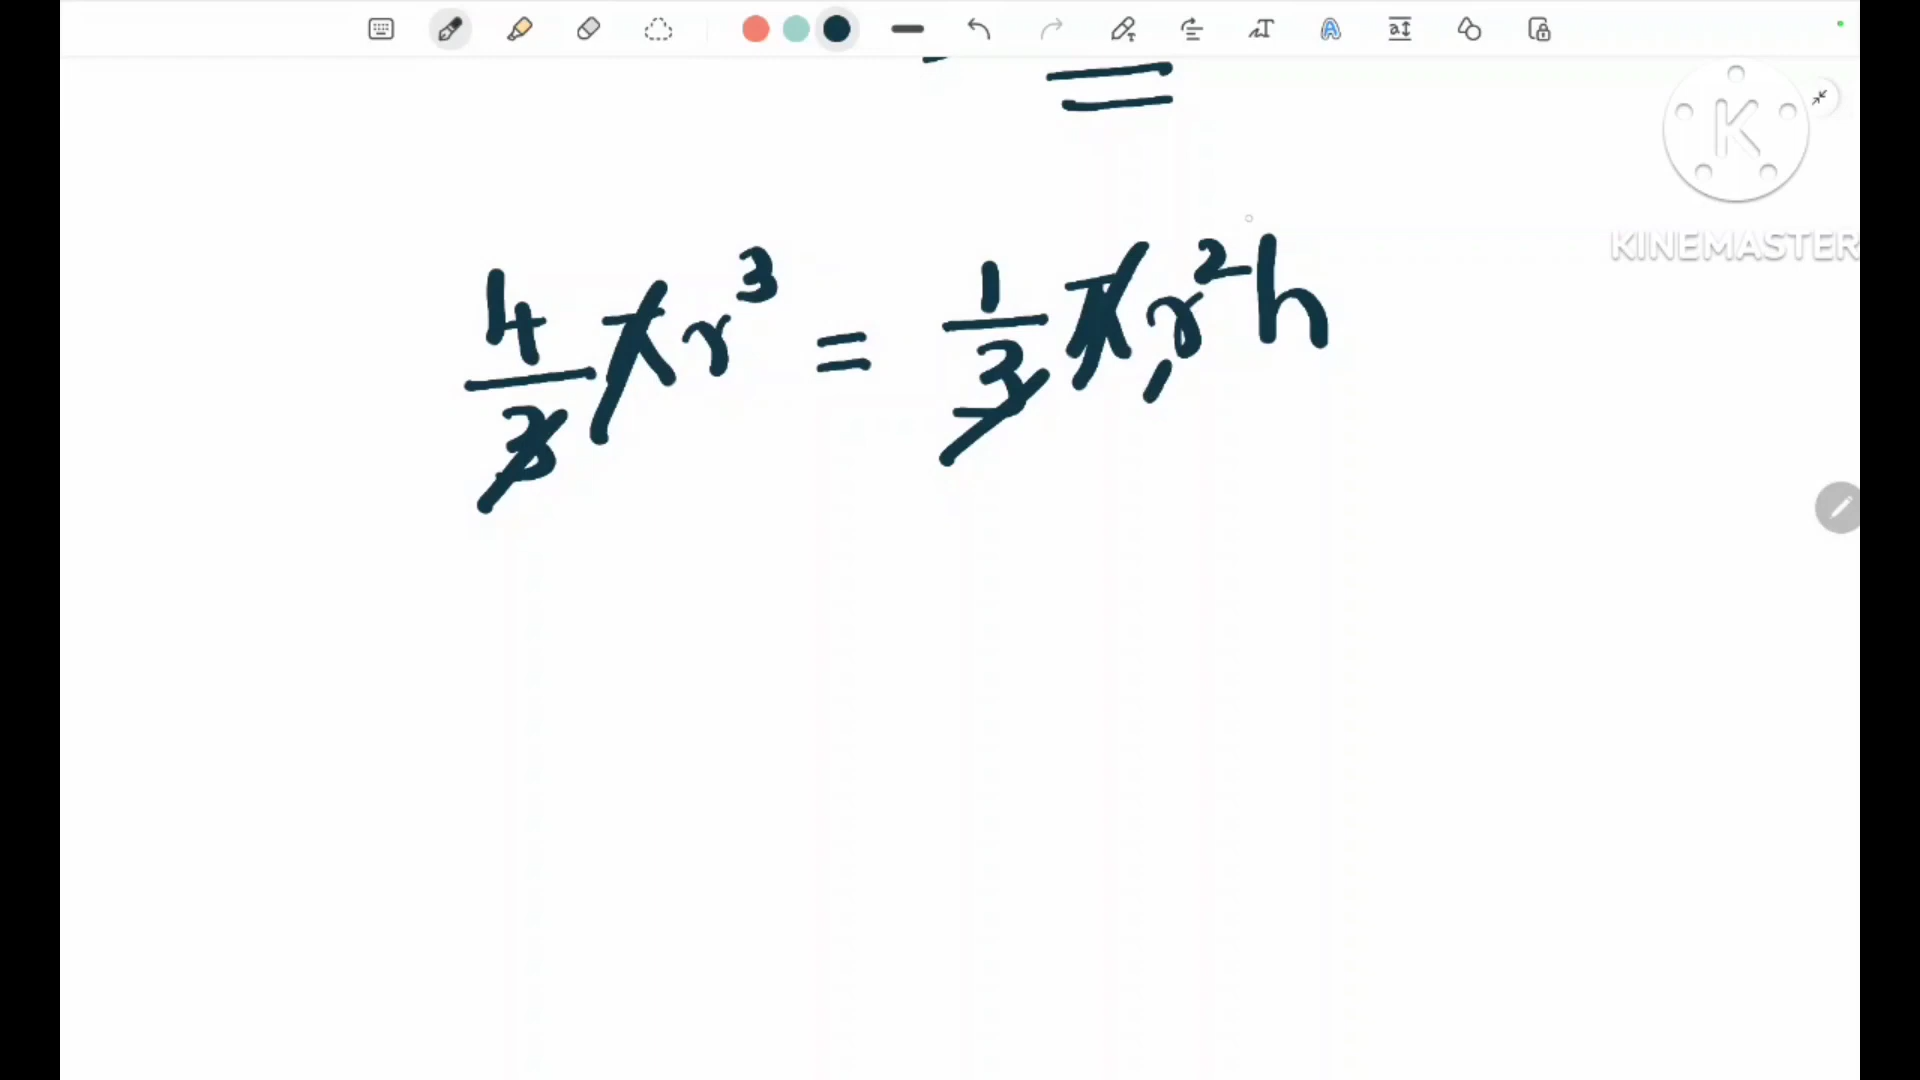 K
KINEMASTER
4/3 πr³ = 1/3 πr²h